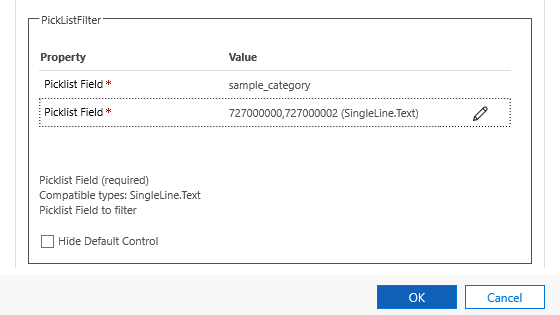 PickListFilter
Property Value
Picklist Field * sample_category
Picklist Field * 727000000,727000002 (SingleLine.Text)
Picklist Field (required)
Compatible types: SingleLine.Text
Picklist Field to filter
Hide Default Control
OK Cancel